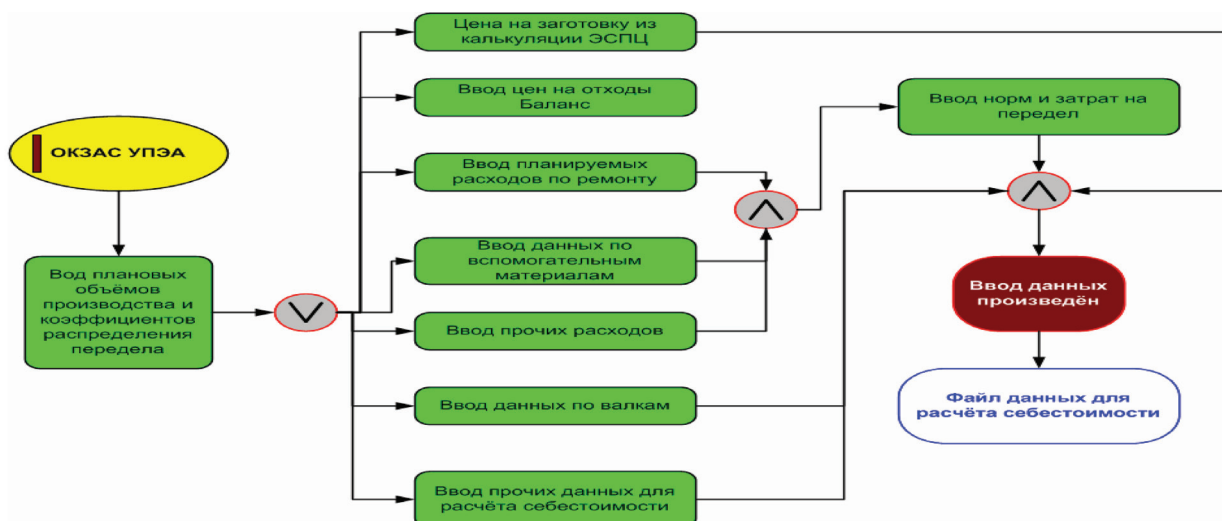 ОКЗАС УПЭА
Вод плановых
объёмов
производства и
коэффициентов
распределения
передела
Цена на заготовку из
калькуляции ЭСПЦ
Ввод цен на отходы
Баланс
Ввод планируемых
расходов по ремонту
Ввод данных по
вспомогательным
материалам
Ввод прочих расходов
Ввод данных по валкам
Ввод прочих данных для
расчёта себестоимости
Ввод норм и затрат на
передел
Ввод данных
произведён
Файл данных для
расчёта себестоимости